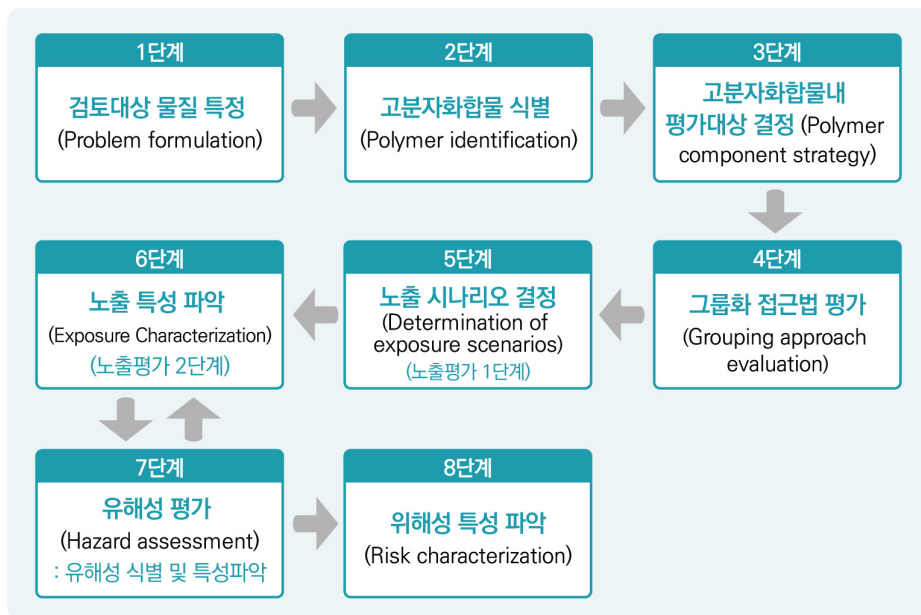 1단계
검토대상 물질 특정
(Problem formulation)
2단계
고분자화합물 식별
(Polymer identification)
3단계
고분자화합물내
평가대상 결정 (Polymer
component strategy)
4단계
그룹화 접근법 평가
(Grouping approach
evaluation)
5단계
노출 시나리오 결정
(Determination of
exposure scenarios)
(노출평가 1단계)
6단계
노출 특성 파악
(Exposure Characterization)
(노출평가 2단계)
7단계
유해성 평가
(Hazard assessment)
: 유해성 식별 및 특성파악
8단계
위해성 특성 파악
(Risk characterization)